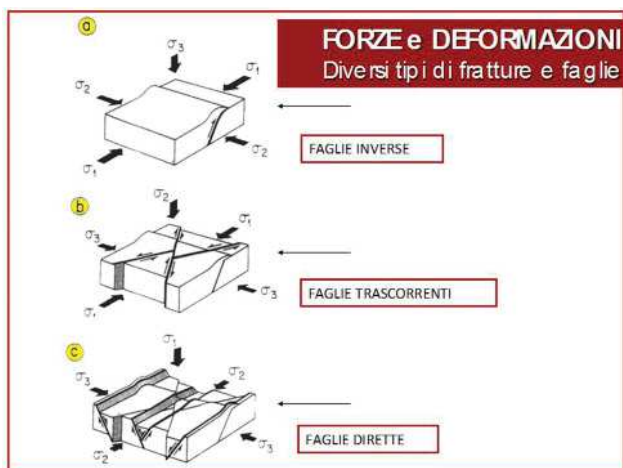 FORZE e DEFORMAZIONI
Diversi tipi di fratture e faglie
a
σ3
σ1
σ2
σ2
σ1
FAGLIE INVERSE
b
σ2
σ1
σ3
σ3
σ1
FAGLIE TRASCORRENTI
c
σ1
σ2
σ3
σ3
σ2
FAGLIE DIRETTE